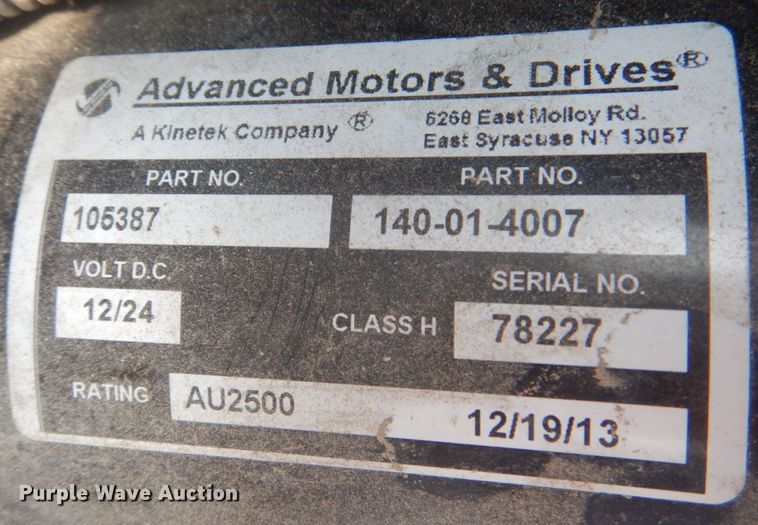 Advanced Motors & Drives®
A Kinetek Company ®
6268 East Molloy Rd.
East Syracuse NY 13057
PART NO. PART NO.
105387 140-01-4007
VOLT D.C. SERIAL NO.
12/24 CLASS H 78227
RATING AU2500 12/19/13
Purple Wave Auction